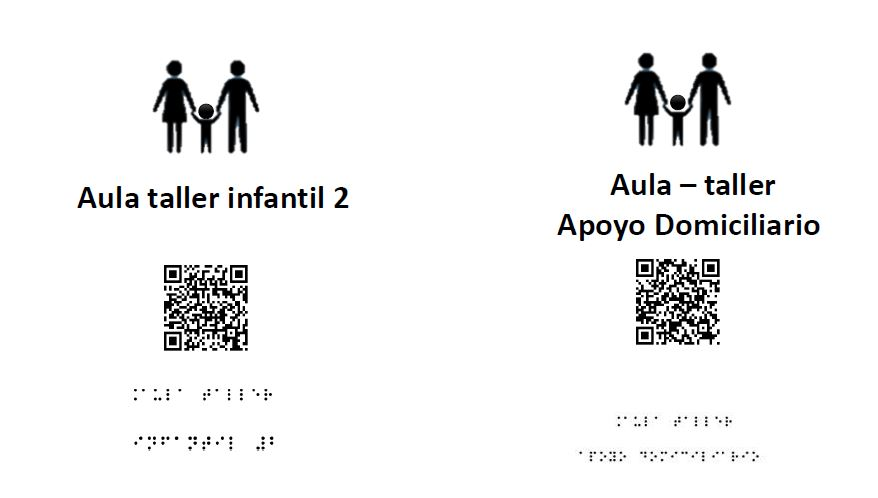 Aula taller infantil 2
⠨⠁⠥⠇⠁ ⠞⠁⠇⠇⠑⠗
⠊⠝⠋⠁⠝⠞⠊⠇ ⠼⠃
Aula – taller
Apoyo Domiciliario
⠨⠁⠥⠇⠁ ⠞⠁⠇⠇⠑⠗
⠁⠏⠕⠽⠕ ⠙⠕⠍⠊⠉⠊⠇⠊⠁⠗⠊⠕